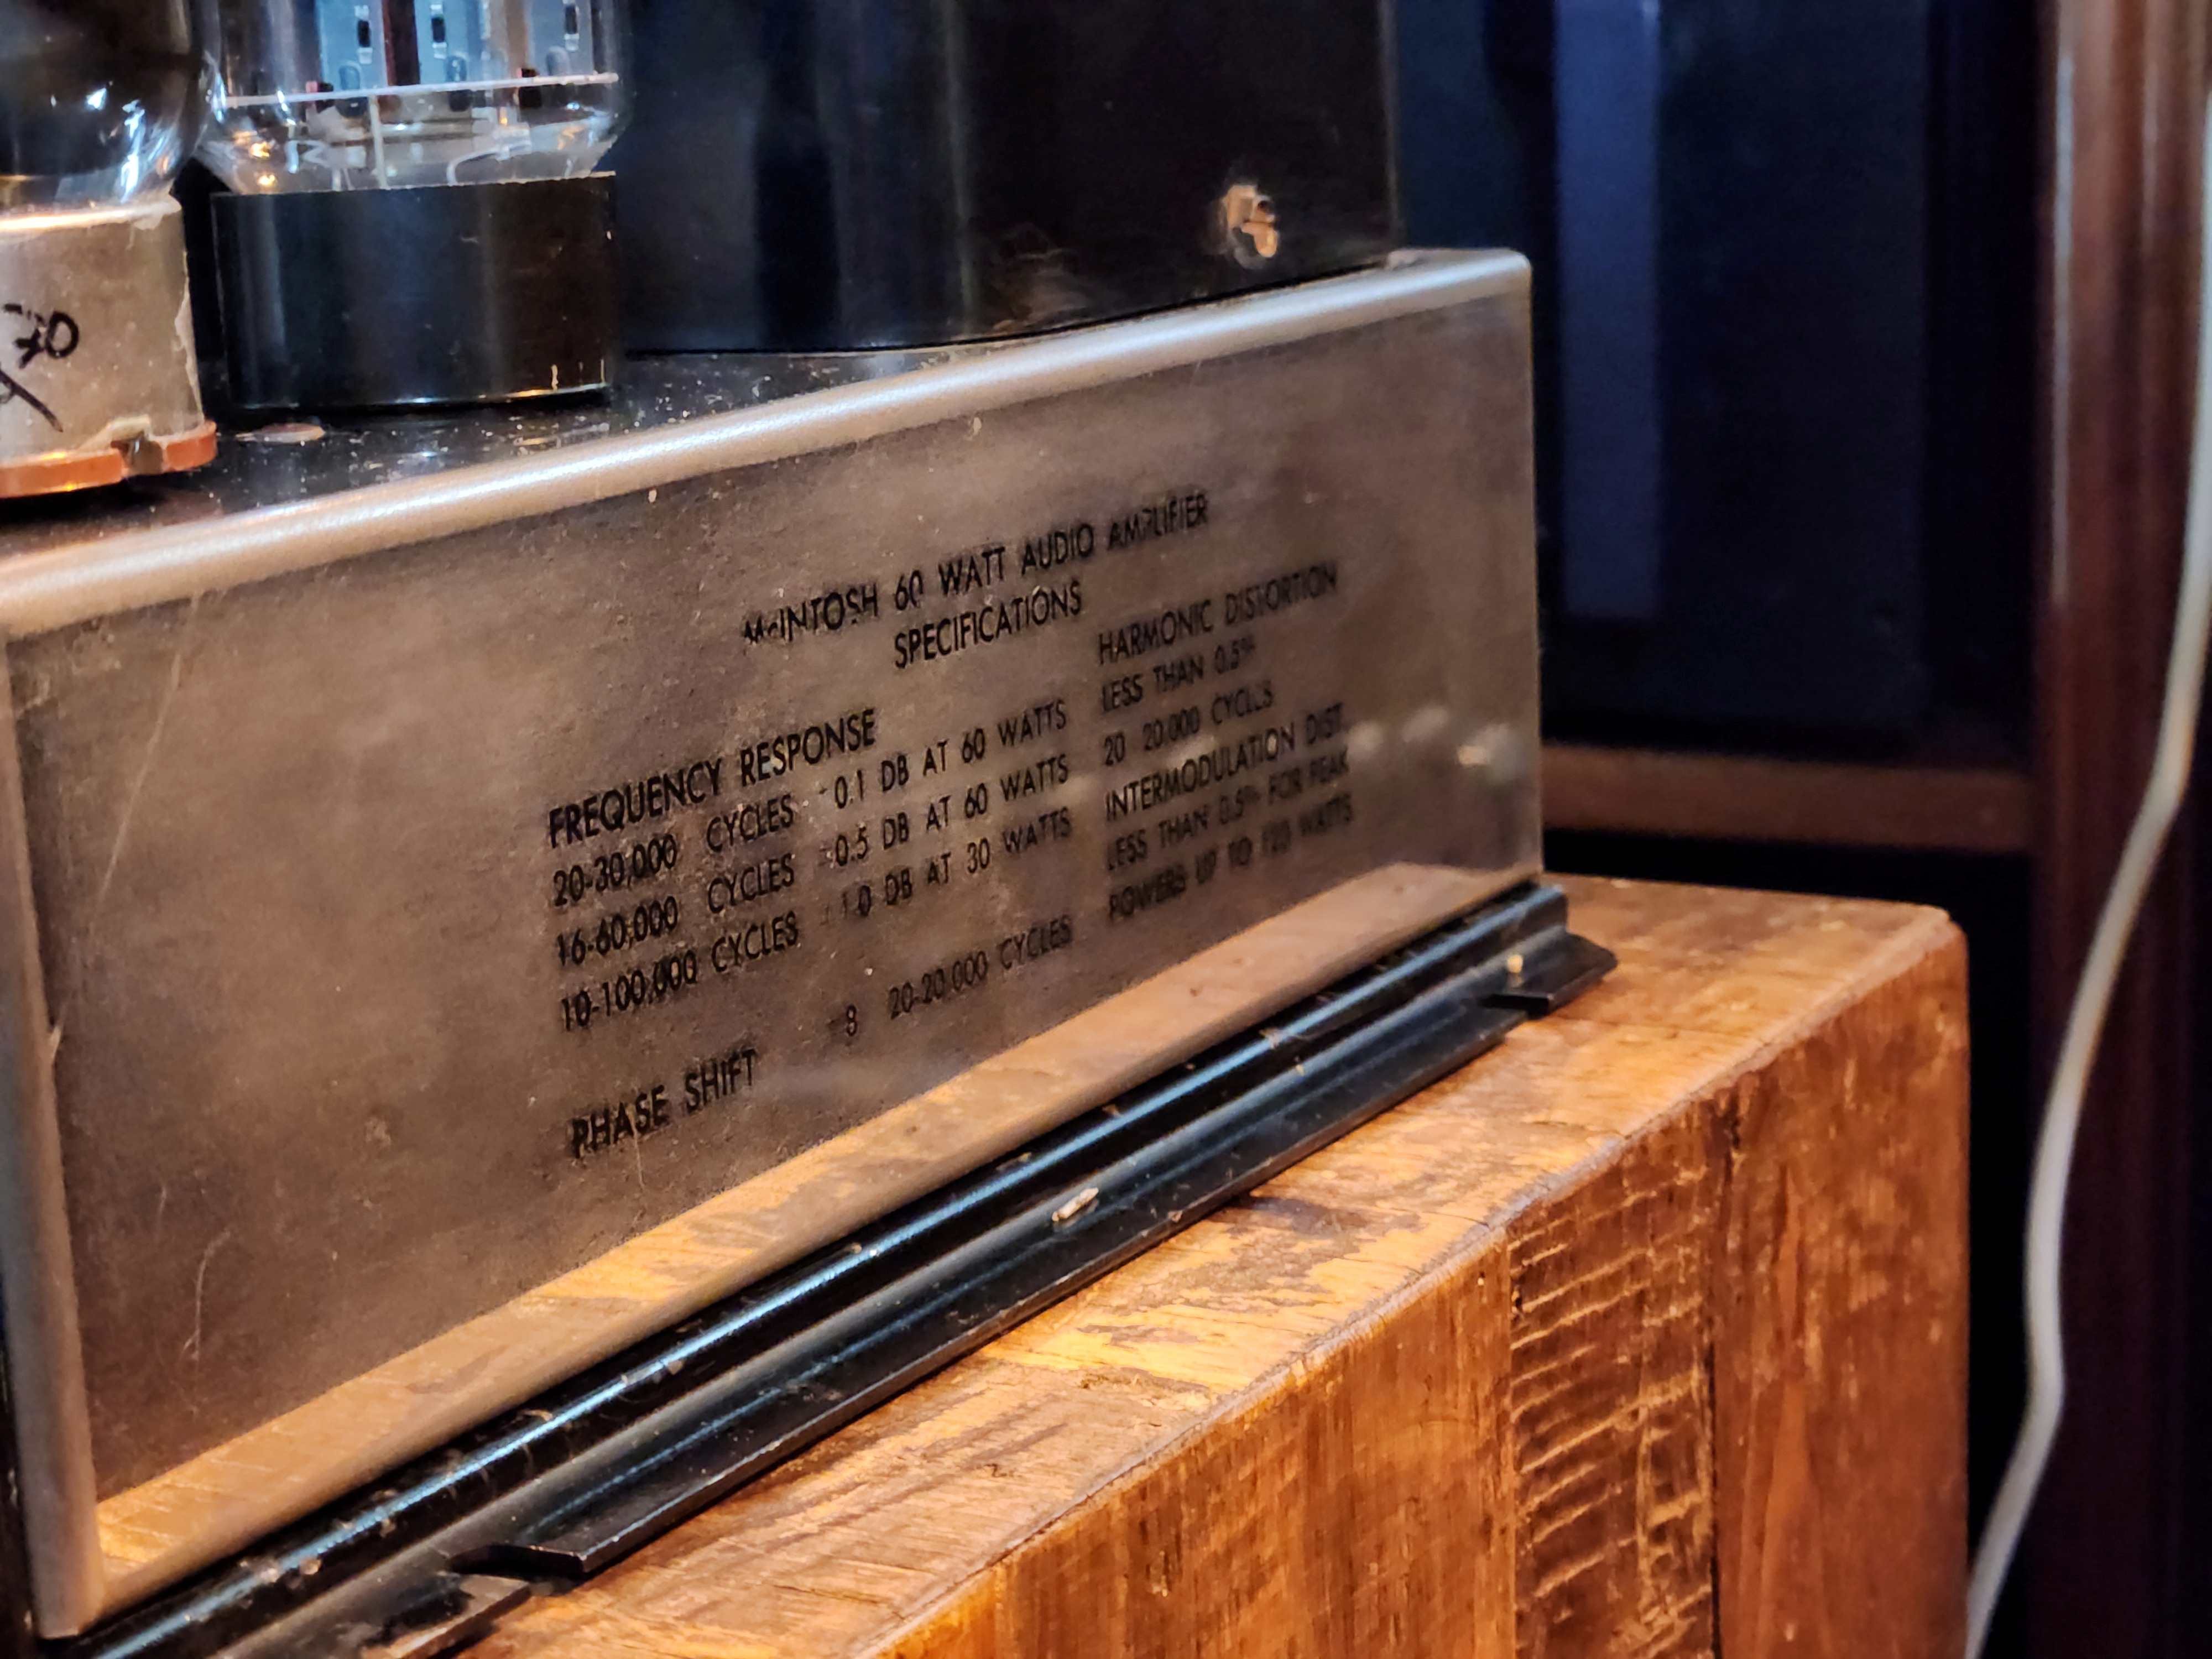 70
McINTOSH 60 WATT AUDIO AMPLIFIER
SPECIFICATIONS
FREQUENCY RESPONSE
20-30,000 CYCLES -0.1 DB AT 60 WATTS
16-60,000 CYCLES -0.5 DB AT 60 WATTS
10-100,000 CYCLES 1.0 DB AT 30 WATTS
PHASE SHIFT 8 20-20,000 CYCLES
HARMONIC DISTORTION
LESS THAN 0.5%
20 20,000 CYCLES
INTERMODULATION DIST.
LESS THAN 0.5% FOR PEAK
POWERS UP TO 120 WATTS